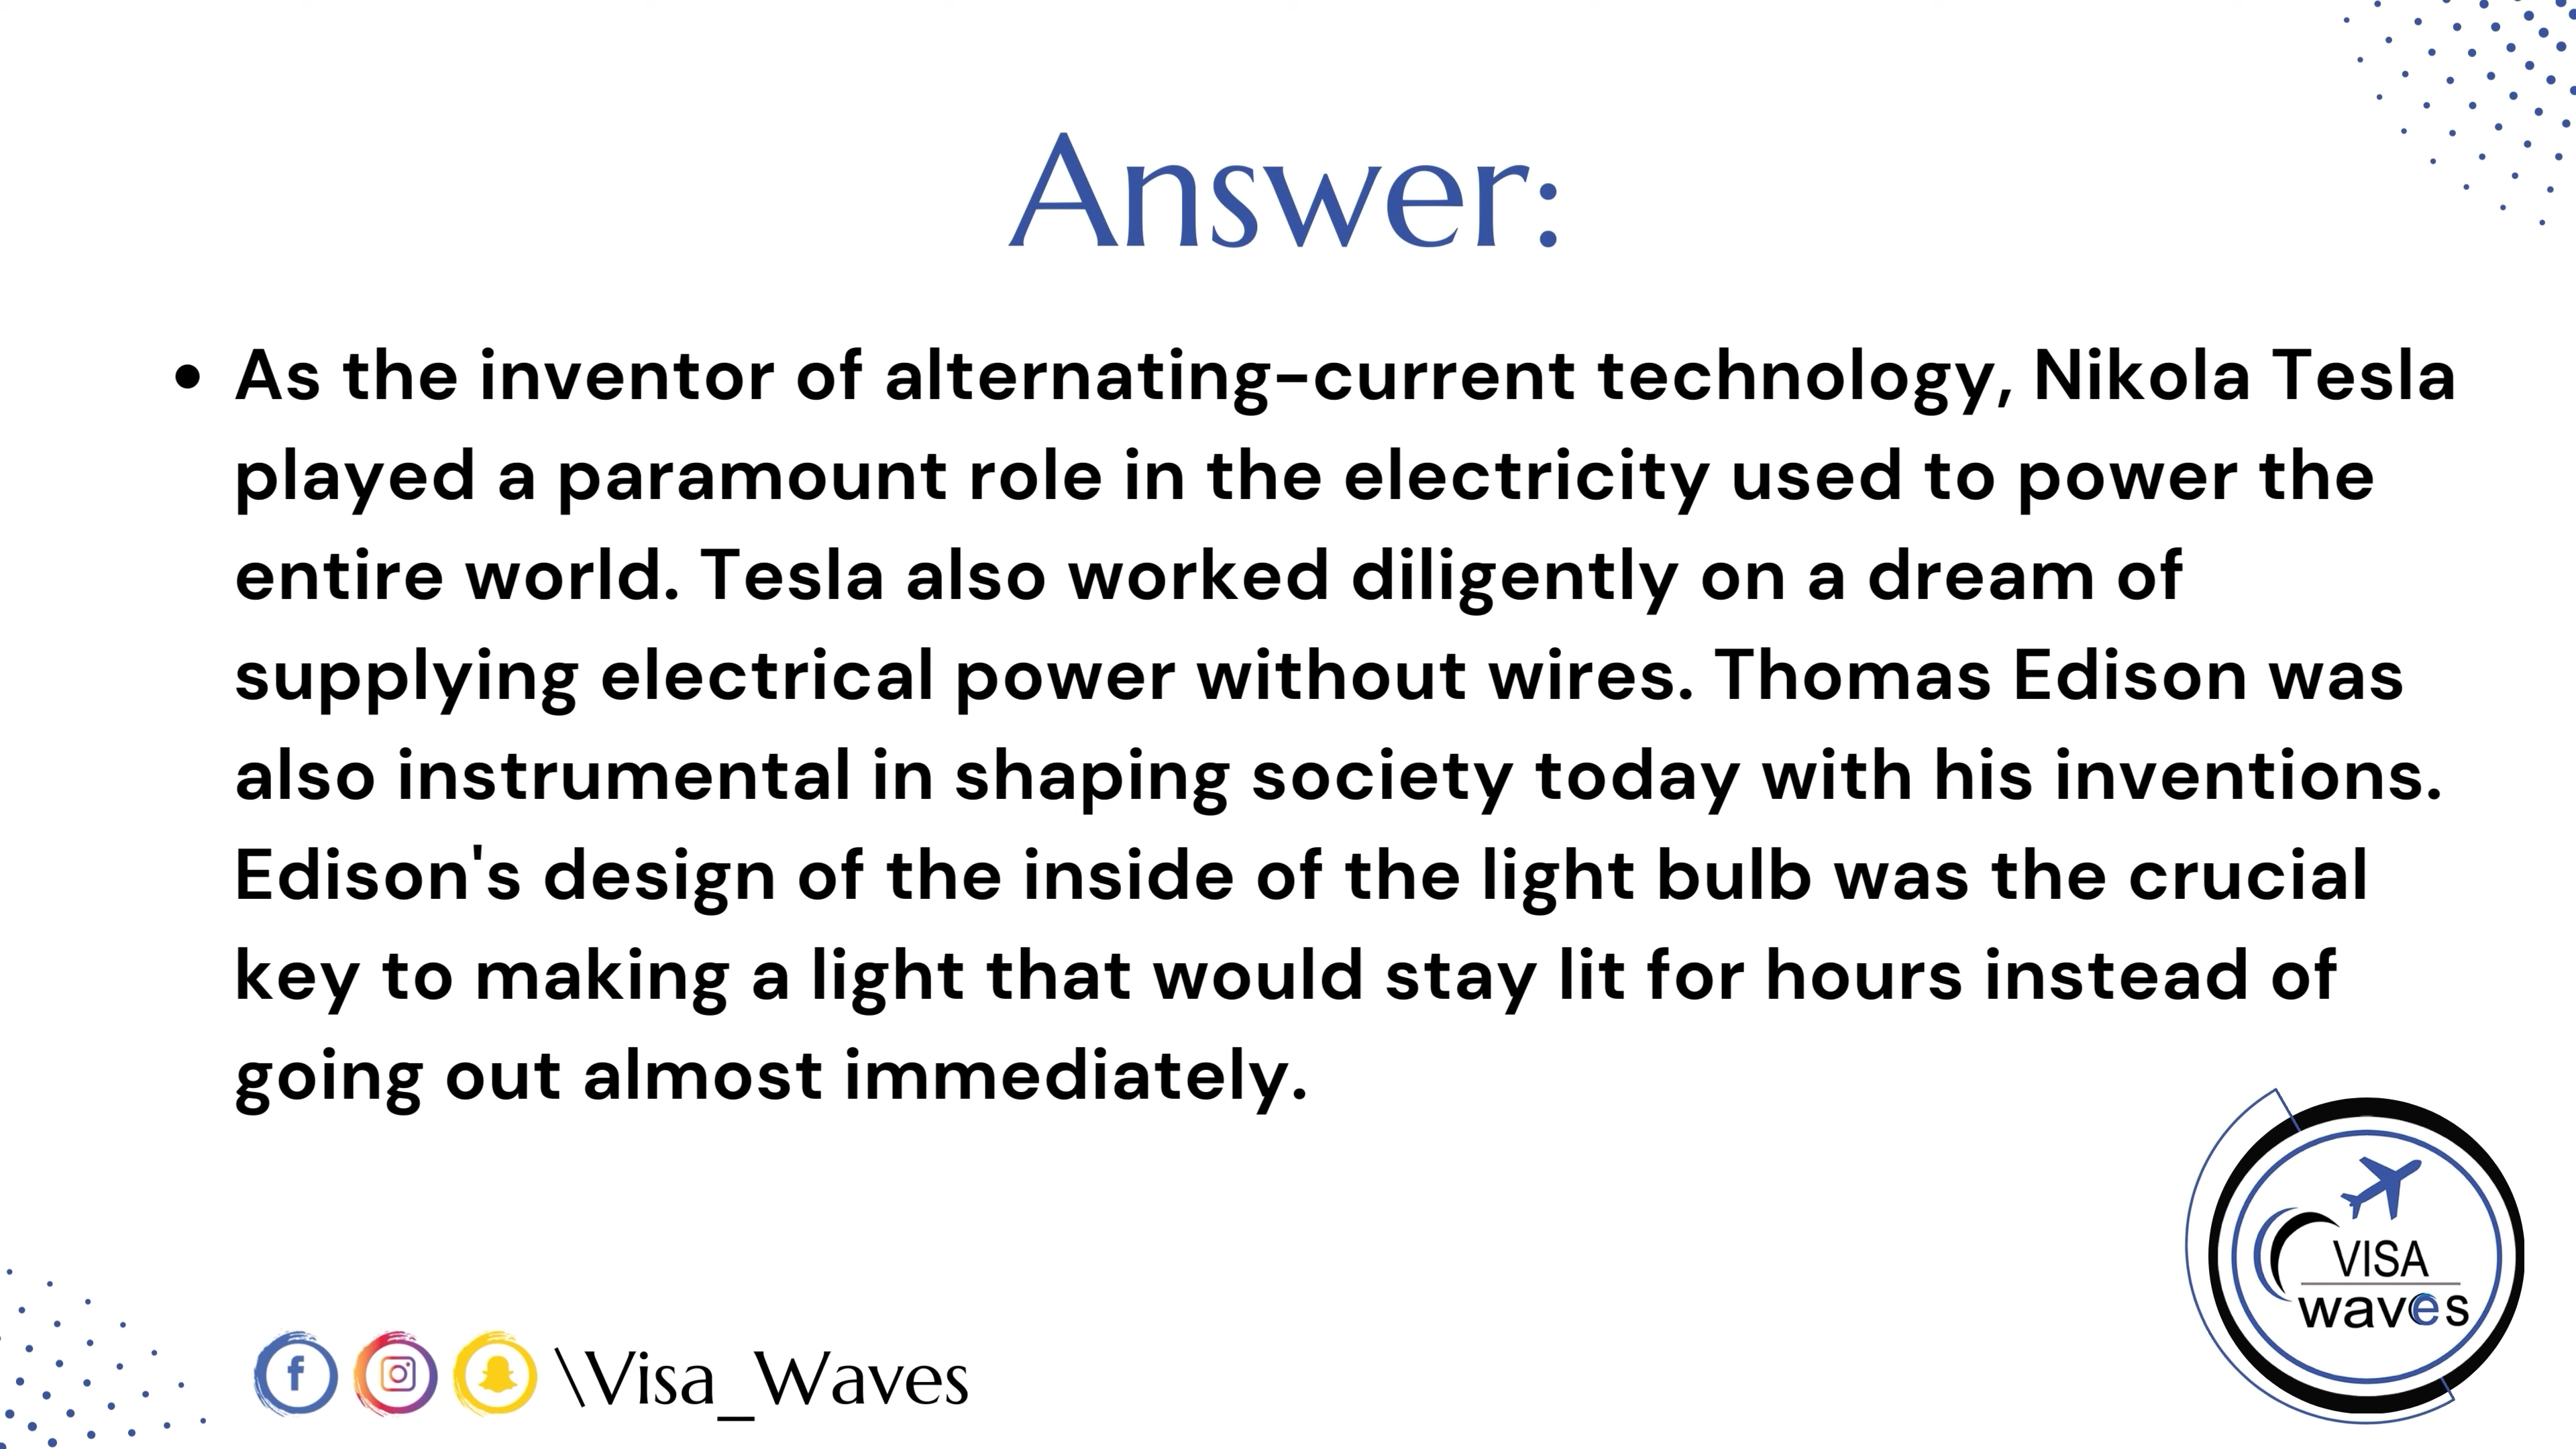 Answer:
• As the inventor of alternating-current technology, Nikola Tesla
played a paramount role in the electricity used to power the
entire world. Tesla also worked diligently on a dream of
supplying electrical power without wires. Thomas Edison was
also instrumental in shaping society today with his inventions.
Edison's design of the inside of the light bulb was the crucial
key to making a light that would stay lit for hours instead of
going out almost immediately.
VISA
waves
\Visa_Waves